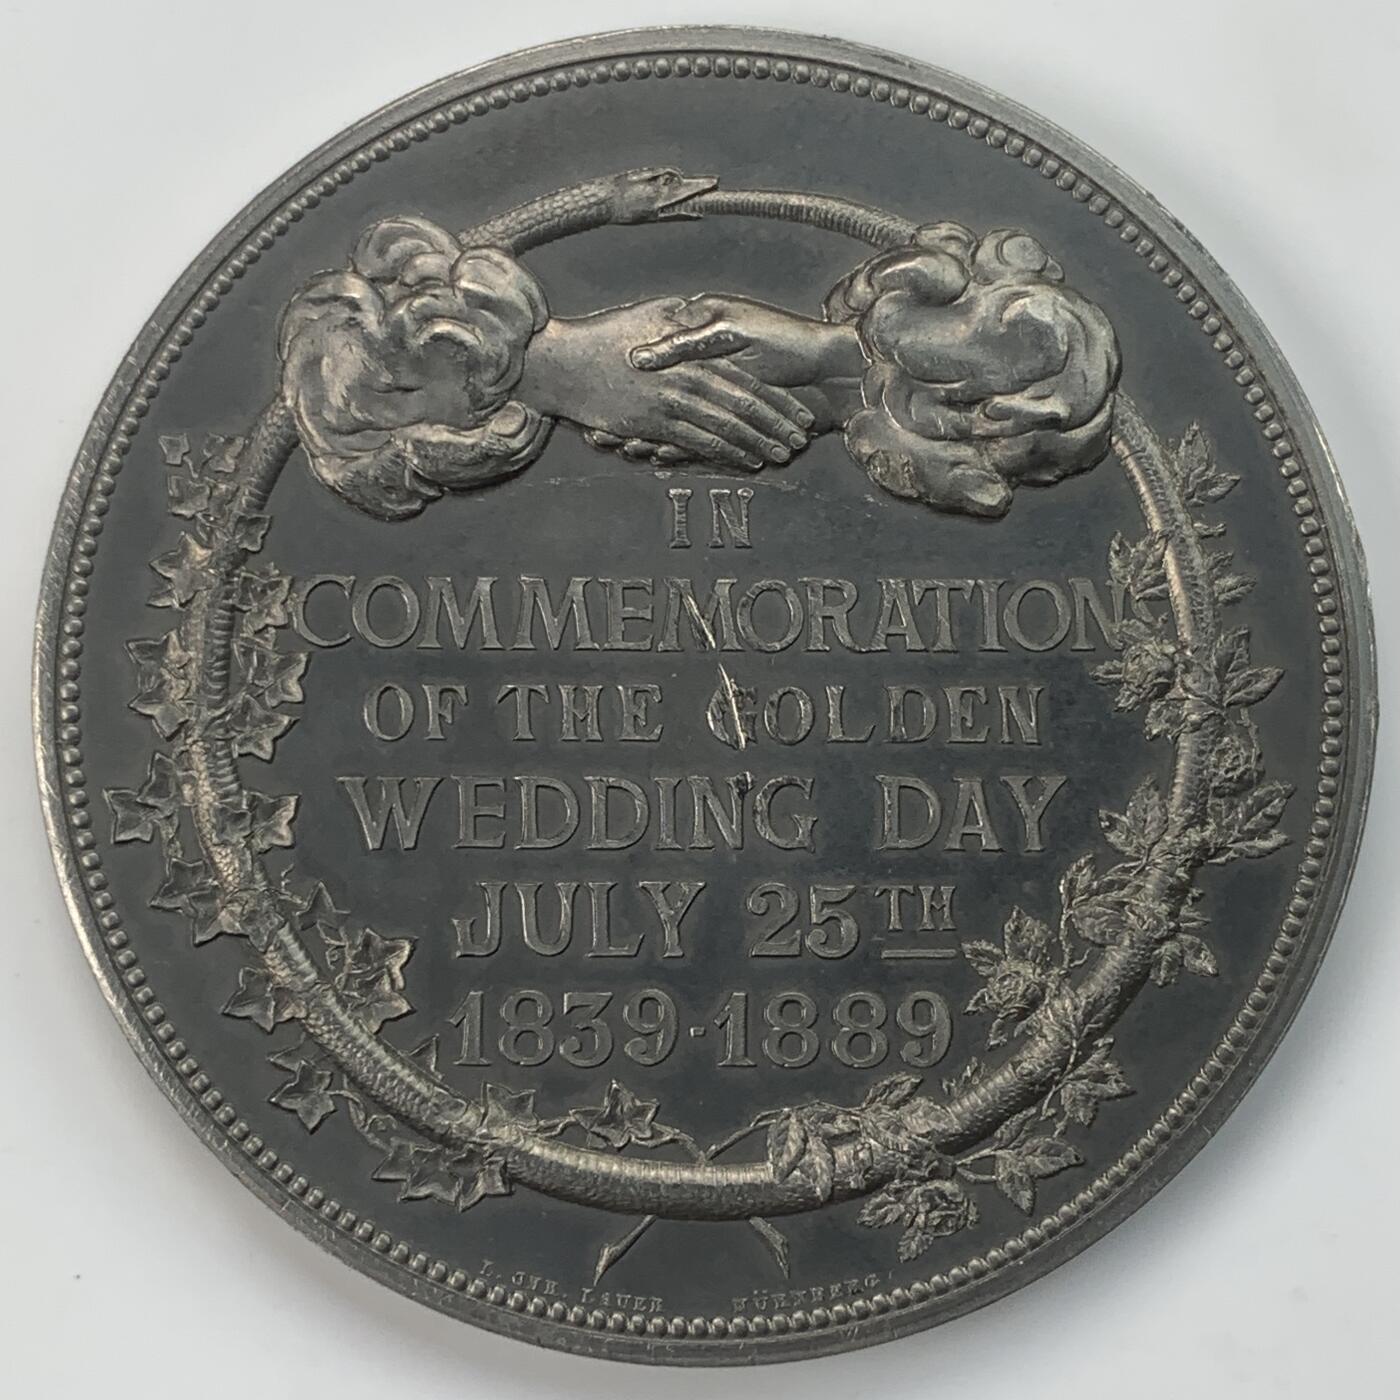 IN
COMMEMORATION
OF THE GOLDEN
WEDDING DAY
JULY 25TH
1839·1889
L. CHR. LAUER NÜRNBERG